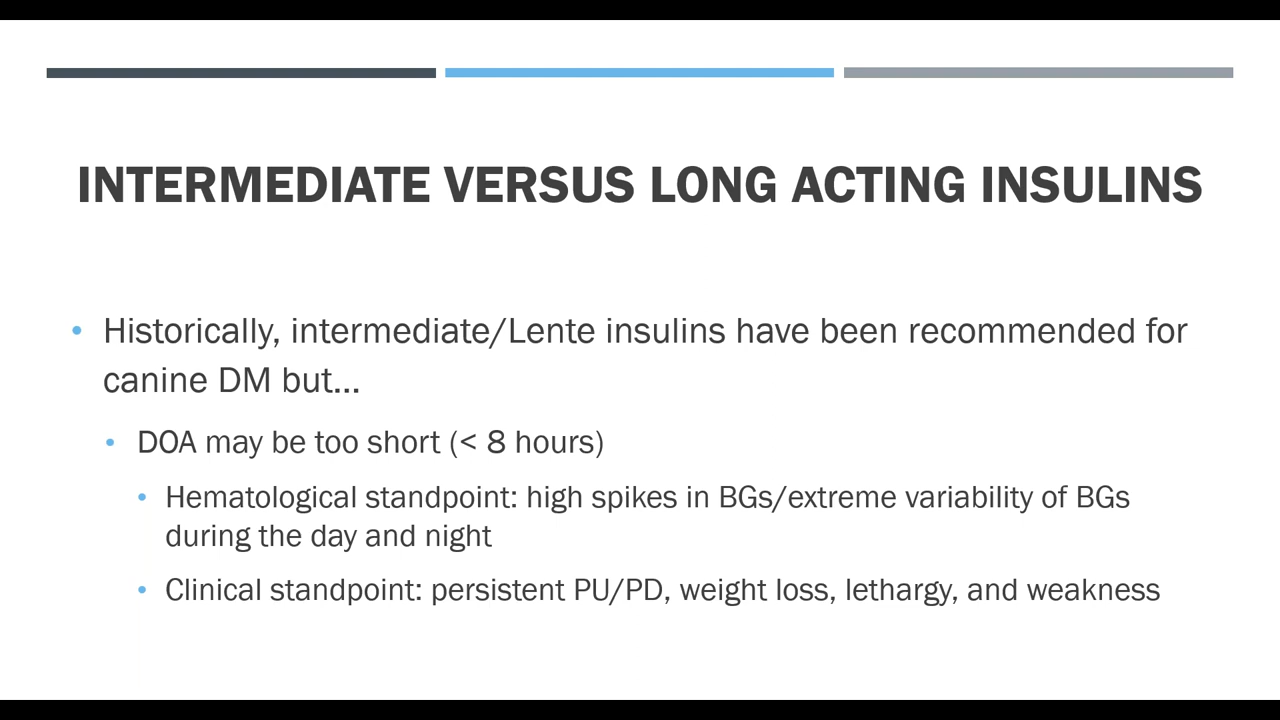 INTERMEDIATE VERSUS LONG ACTING INSULINS
• Historically, intermediate/Lente insulins have been recommended for
canine DM but...
• DOA may be too short (< 8 hours)
• Hematological standpoint: high spikes in BGs/extreme variability of BGs
during the day and night
• Clinical standpoint: persistent PU/PD, weight loss, lethargy, and weakness